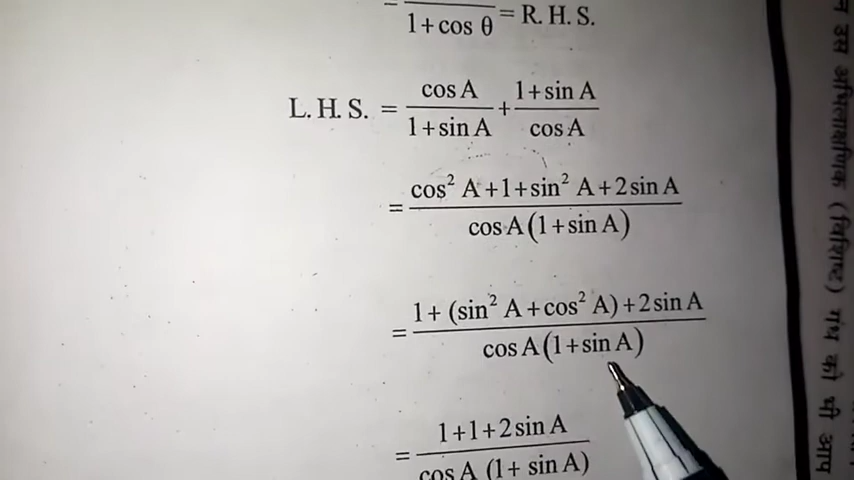 1+cos θ = R. H. S.
L. H. S. = cos A / 1+sin A + 1+sin A / cos A
= cos² A +1+sin² A+2 sin A / cos A (1+sin A)
= 1+ (sin² A+cos² A)+2 sin A / cos A (1+sin A)
= 1+1+2 sin A / cos A (1+ sin A)